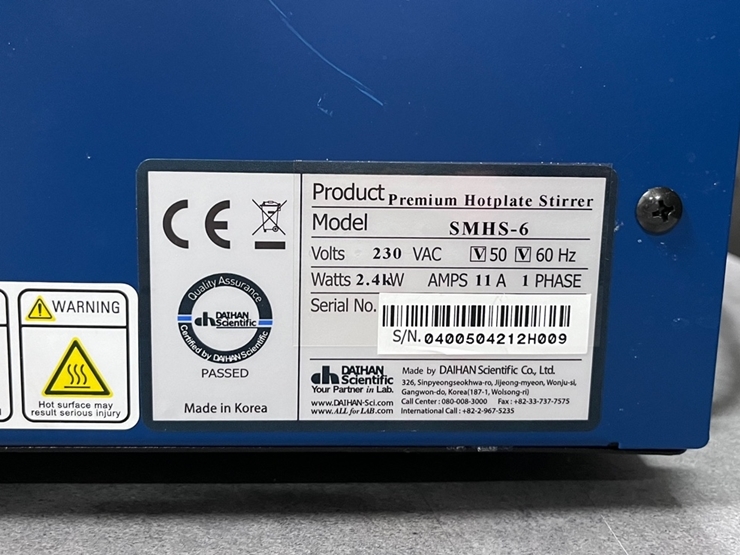 WARNING
Hot surface may
result serious injury
CE
Quality Assurance
DAIHAN
Scientific
Certified by DAIHAN Scientific
PASSED
Made in Korea
Product Premium Hotplate Stirrer
Model SMHS-6
Volts 230 VAC V 50 V 60 Hz
Watts 2.4kW AMPS 11 A 1 PHASE
Serial No.
S/N. 0400504212H009
dh DAIHAN Scientific
Your Partner in Lab.
www.DAIHAN-Sci.com
www.ALL for LAB.com
Made by DAIHAN Scientific Co., Ltd.
326, Sinpyeongseokhwa-ro, Jijeong-myeon, Wonju-si,
Gangwon-do, Korea(187-1, Wolsong-ri)
Call Center : 080-008-3000 Fax : +82-33-737-7575
International Call : +82-2-967-5235